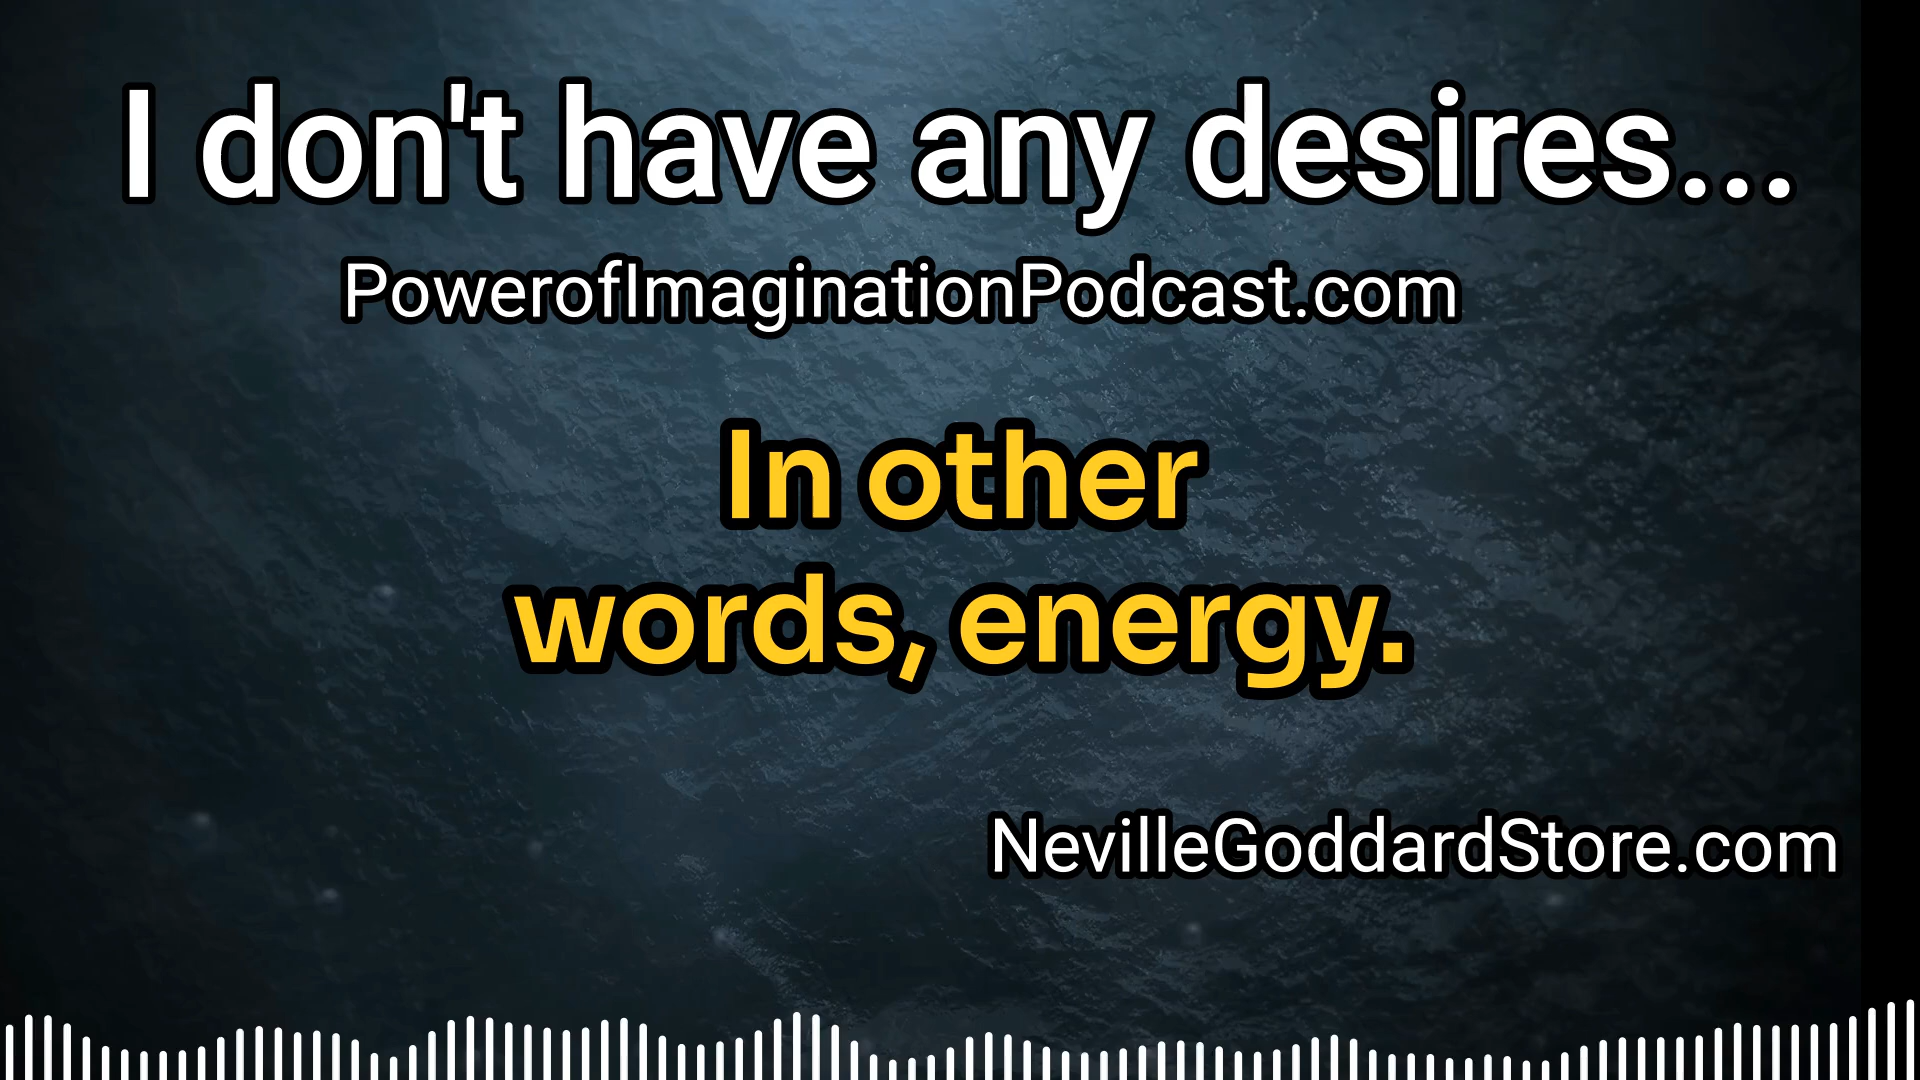 I don't have any desires...
PowerofImaginationPodcast.com
In other
words, energy.
NevilleGoddardStore.com